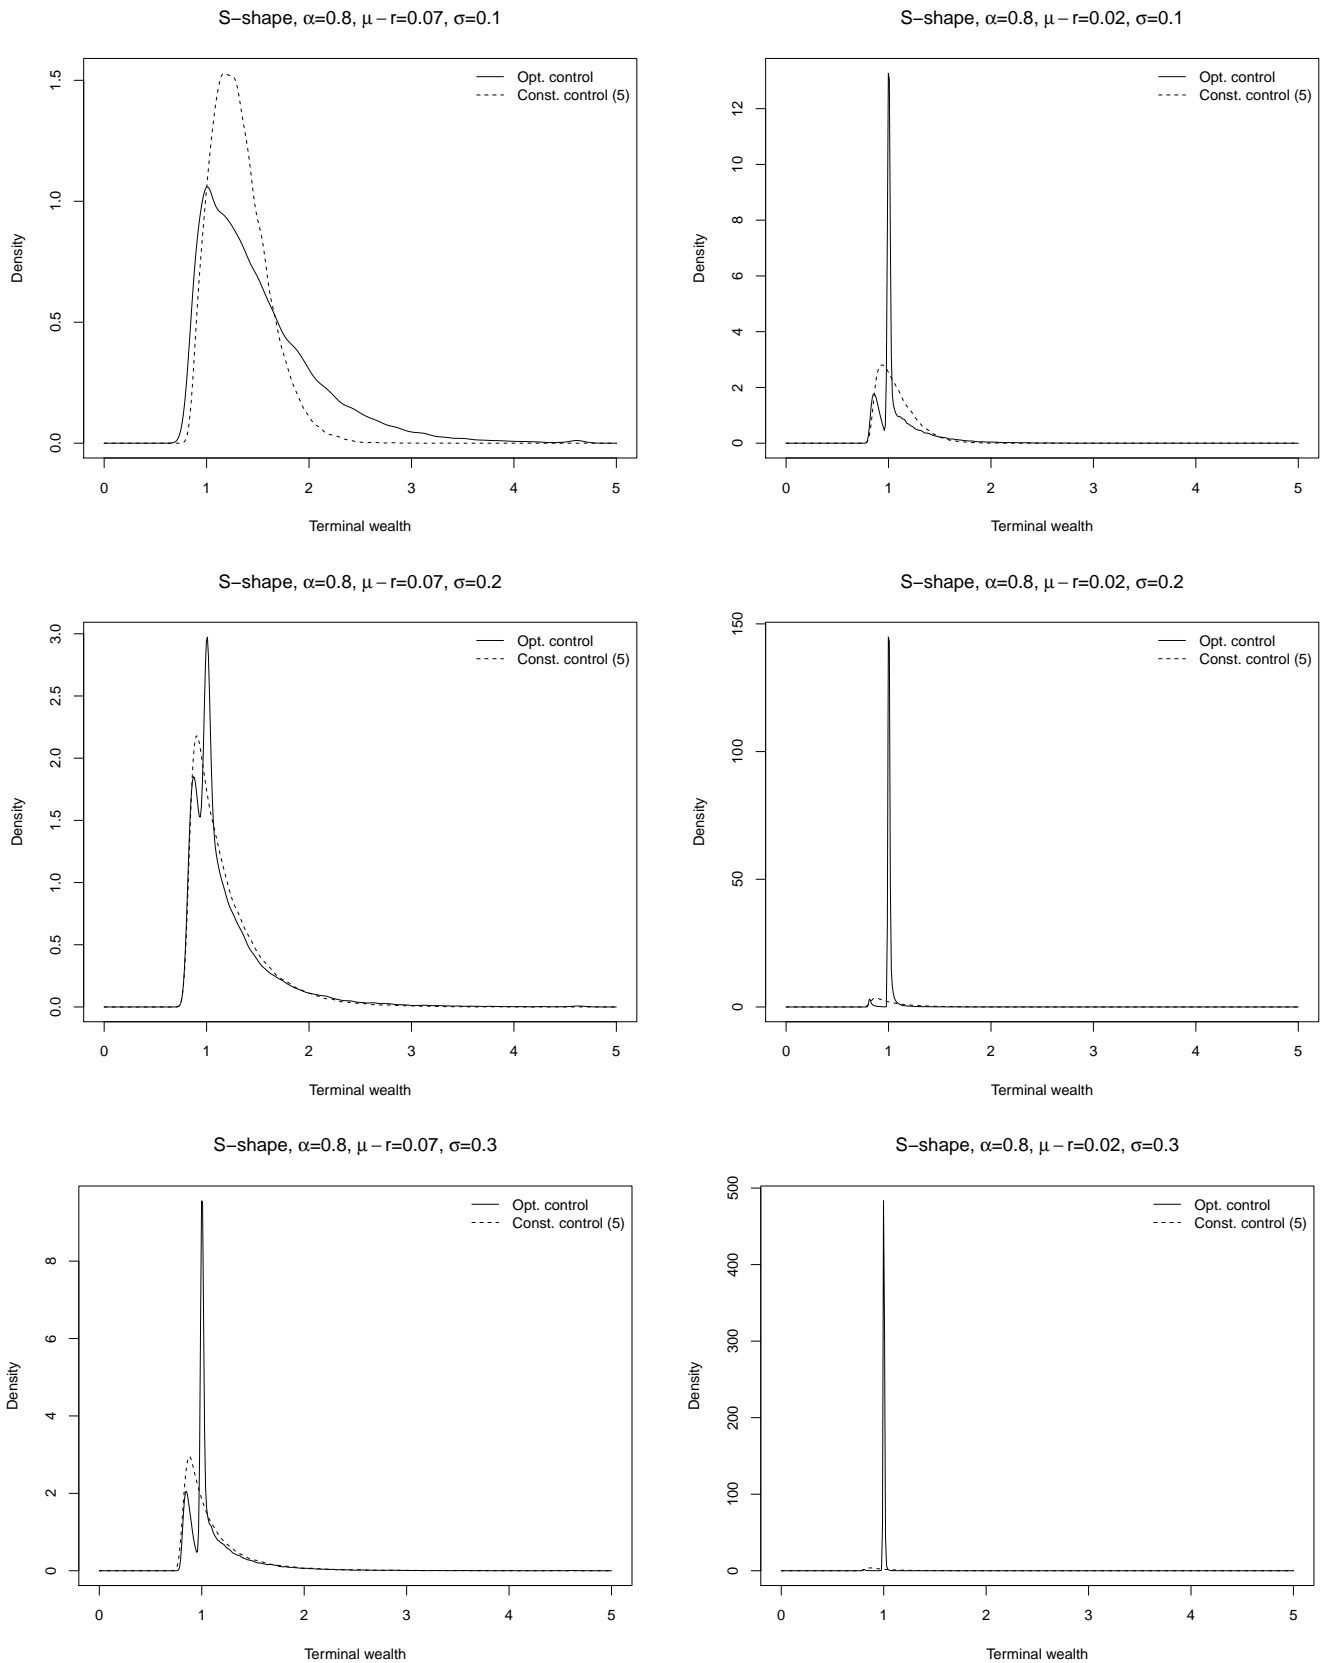 S−shape, α=0.8, μ−r=0.07, σ=0.1
Opt. control
Const. control (5)
Density
0.0 0.5 1.0 1.5
0 1 2 3 4 5
Terminal wealth
S−shape, α=0.8, μ−r=0.02, σ=0.1
Opt. control
Const. control (5)
Density
0 2 4 6 8 10 12
0 1 2 3 4 5
Terminal wealth
S−shape, α=0.8, μ−r=0.07, σ=0.2
Opt. control
Const. control (5)
Density
0.0 0.5 1.0 1.5 2.0 2.5 3.0
0 1 2 3 4 5
Terminal wealth
S−shape, α=0.8, μ−r=0.02, σ=0.2
Opt. control
Const. control (5)
Density
0 50 100 150
0 1 2 3 4 5
Terminal wealth
S−shape, α=0.8, μ−r=0.07, σ=0.3
Opt. control
Const. control (5)
Density
0 2 4 6 8
0 1 2 3 4 5
Terminal wealth
S−shape, α=0.8, μ−r=0.02, σ=0.3
Opt. control
Const. control (5)
Density
0 100 200 300 400 500
0 1 2 3 4 5
Terminal wealth